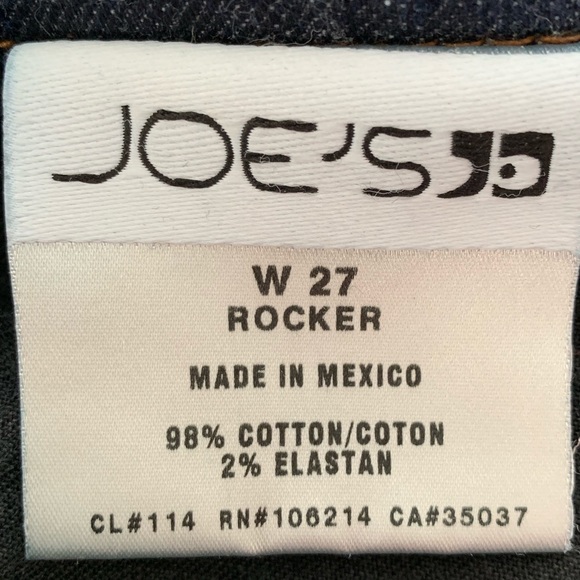 JOE'S
W 27
ROCKER
MADE IN MEXICO
98% COTTON/COTON
2% ELASTAN
CL#114 RN#106214 CA#35037